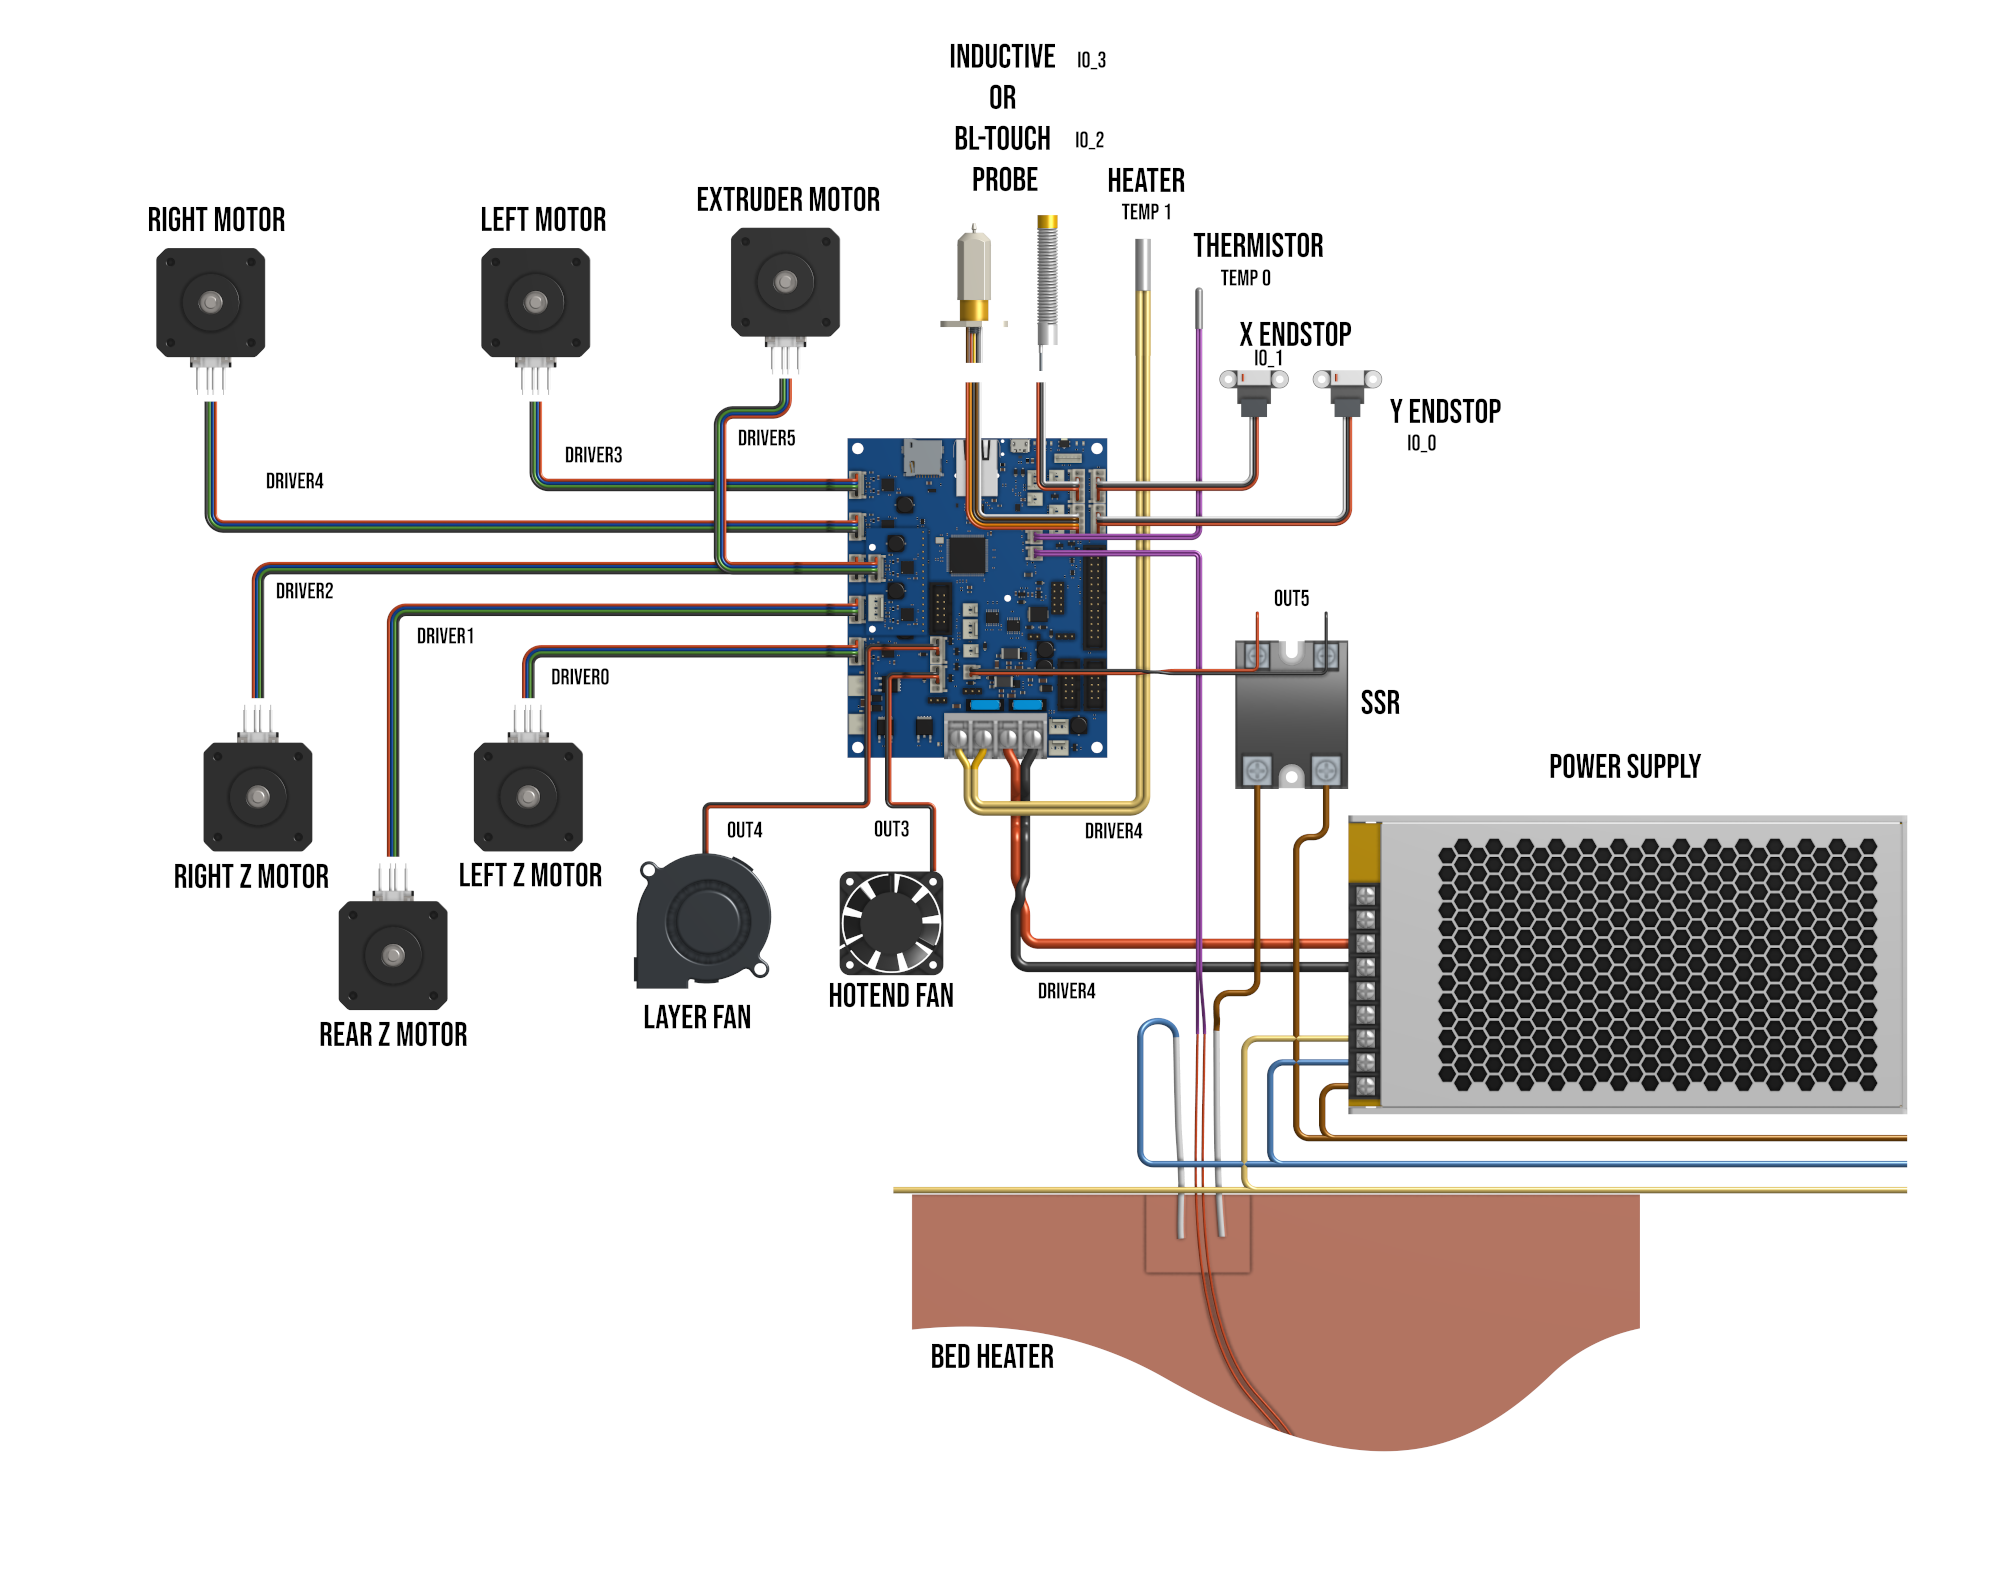 INDUCTIVE IO_3
OR
BL-TOUCH IO_2
PROBE
HEATER
TEMP 1
RIGHT MOTOR
LEFT MOTOR
EXTRUDER MOTOR
THERMISTOR
TEMP 0
X ENDSTOP
IO_1
Y ENDSTOP
IO_0
DRIVER5
DRIVER3
DRIVER4
DRIVER2
DRIVER1
DRIVER0
OUT5
SSR
POWER SUPPLY
OUT4
OUT3
DRIVER4
RIGHT Z MOTOR
LEFT Z MOTOR
REAR Z MOTOR
LAYER FAN
HOTEND FAN
DRIVER4
BED HEATER